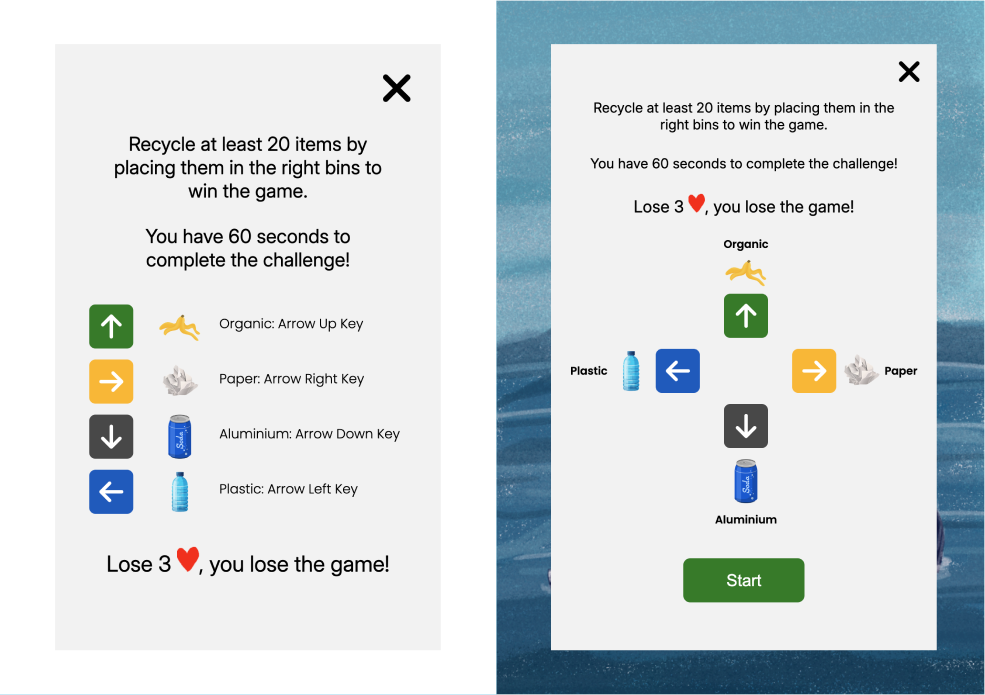 Recycle at least 20 items by
placing them in the right bins to
win the game.
You have 60 seconds to
complete the challenge!
Organic: Arrow Up Key
Paper: Arrow Right Key
Soda
Aluminium: Arrow Down Key
Plastic: Arrow Left Key
Lose 3 ❤, you lose the game!
Recycle at least 20 items by placing them in the
right bins to win the game.
You have 60 seconds to complete the challenge!
Lose 3 ❤, you lose the game!
Organic
Plastic
Paper
Soda
Aluminium
Start